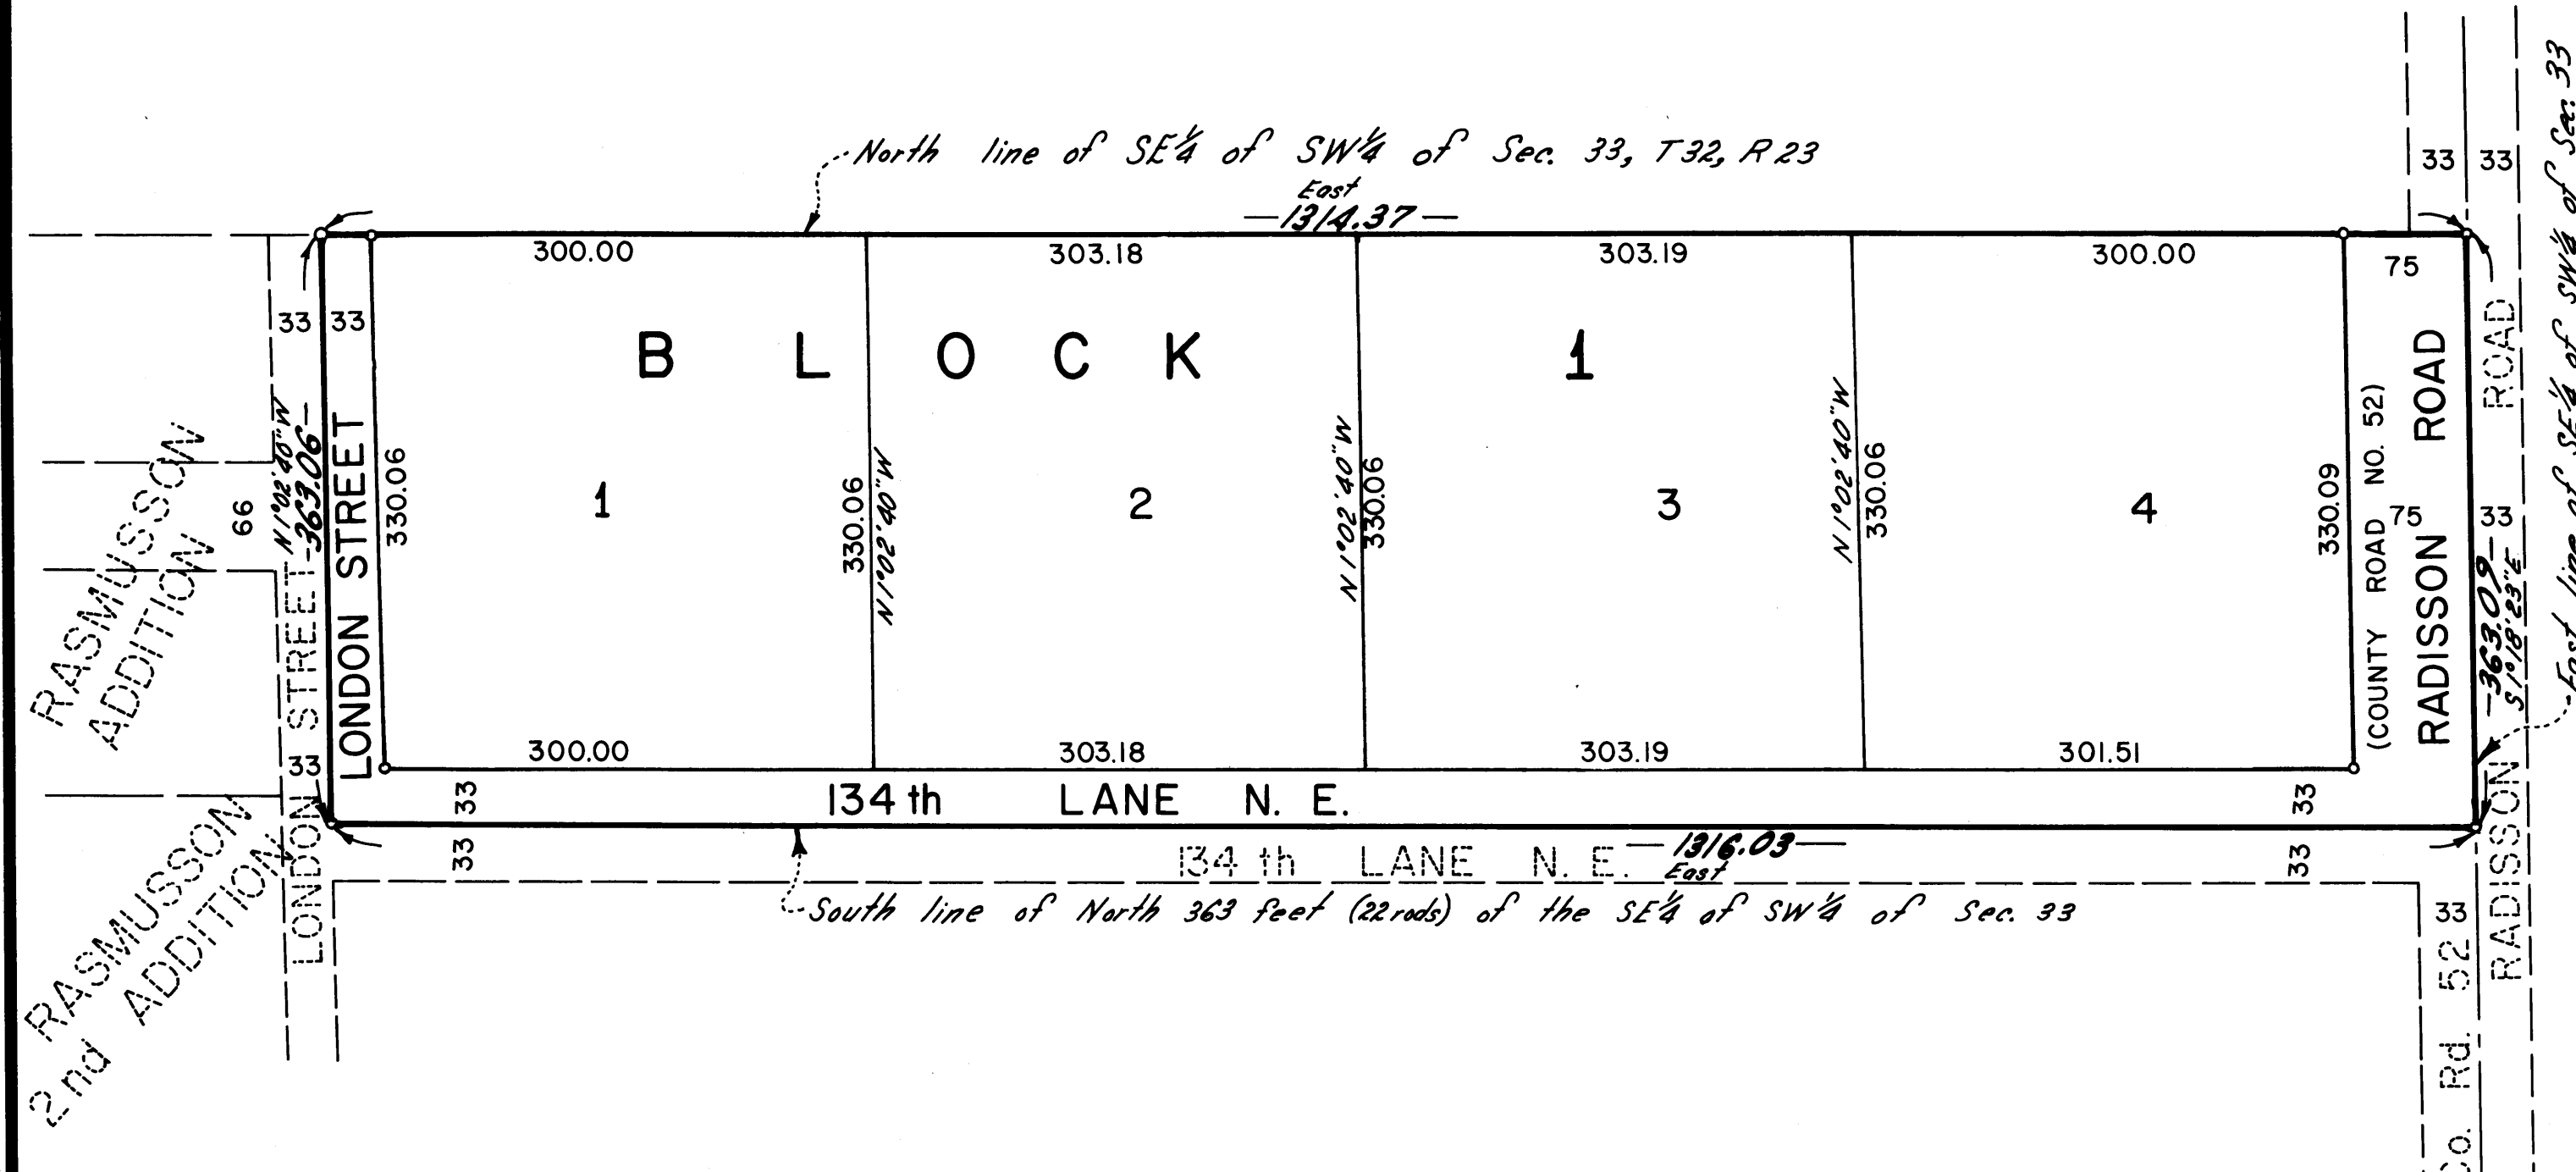 North line of SE¼ of SW¼ of Sec. 33, T32, R23
East
—1314.37—
33 33
300.00 303.18 303.19 300.00 75
33 33
BLOCK 1
1 2 3 4
LONDON STREET
LONDON STREET
N1°02'40"W
-363.06-
330.06
330.06
N1°02'40"W
N1°02'40"W
330.06
N1°02'40"W
330.06
330.09
(COUNTY ROAD NO. 52)
75 33
RADISSON ROAD
RADISSON ROAD
-363.09-
S1°18'23"E
East line of SE¼ of SW¼ of Sec. 33
66
RASMUSSON
ADDITION
33
300.00 303.18 303.19 301.51
33 134th LANE N. E. 33
33 134 th LANE N. E. —1316.03— 33
East
South line of North 363 feet (22 rods) of the SE¼ of SW¼ of Sec. 33
33
RASMUSSON
2nd ADDITION
LONDON
Co. Rd. 52